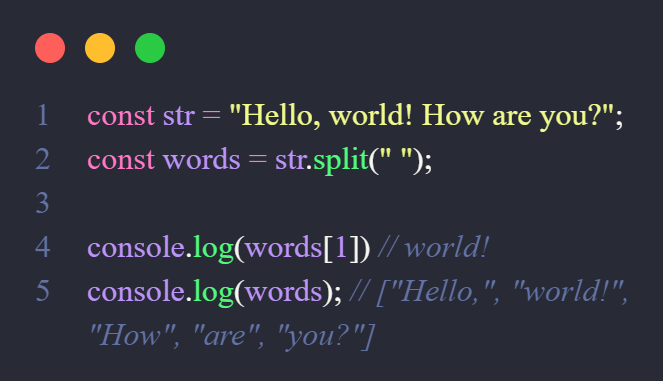 1 const str = "Hello, world! How are you?";
2 const words = str.split(" ");
3
4 console.log(words[1]) // world!
5 console.log(words); // ["Hello,", "world!",
"How", "are", "you?"]